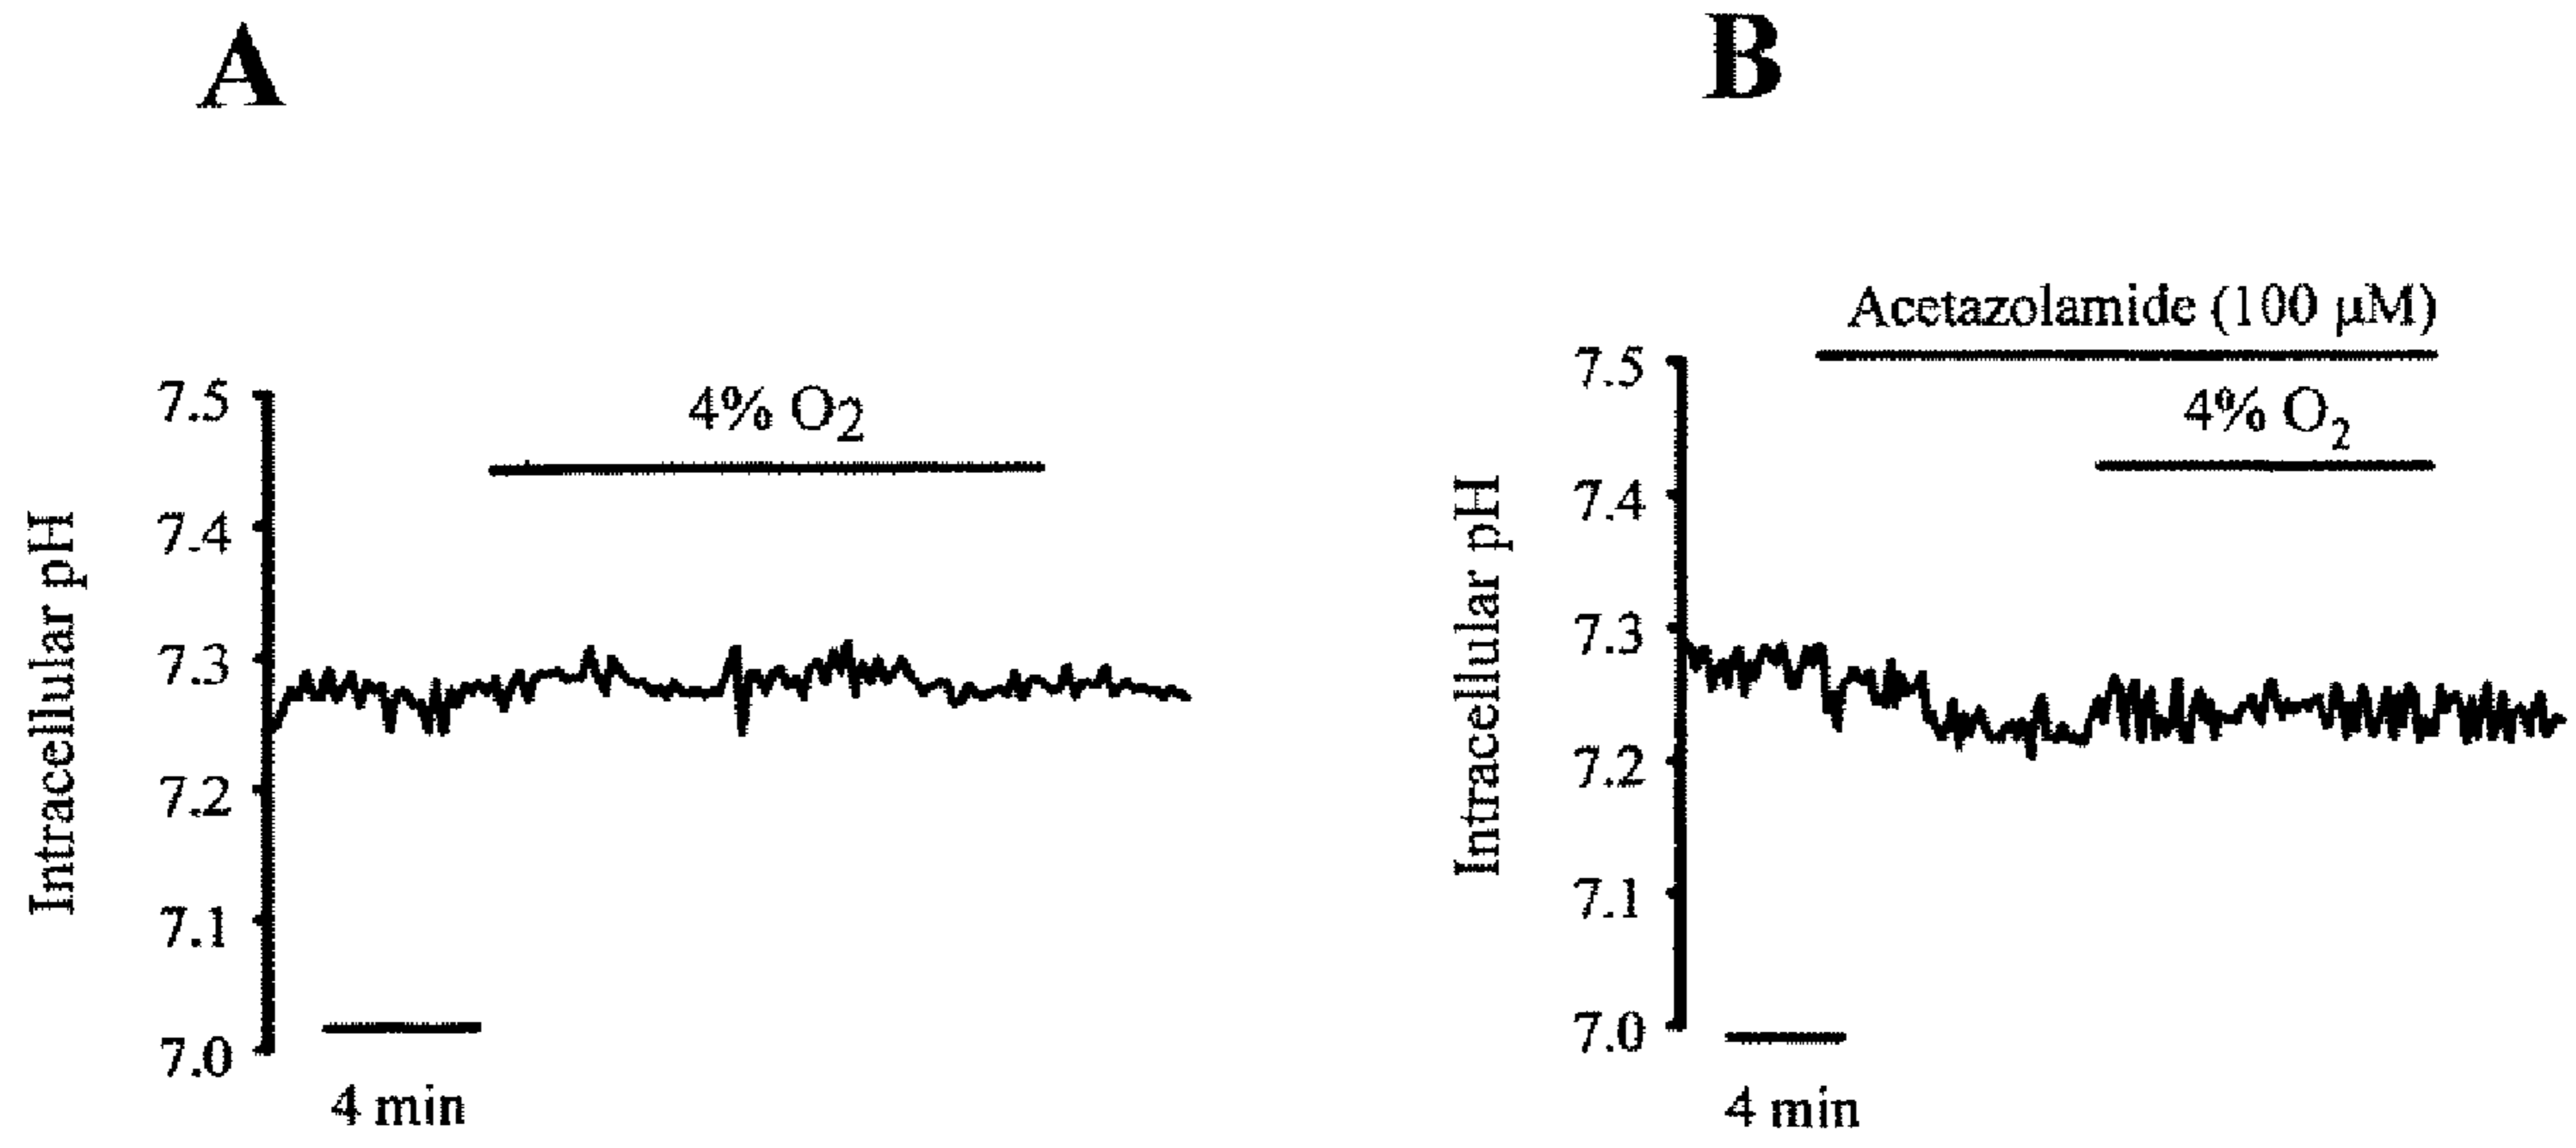 A
4% O2
7.5
7.4
7.3
7.2
7.1
7.0
Intracellular pH
4 min
B
Acetazolamide (100 μM)
4% O2
7.5
7.4
7.3
7.2
7.1
7.0
Intracellular pH
4 min